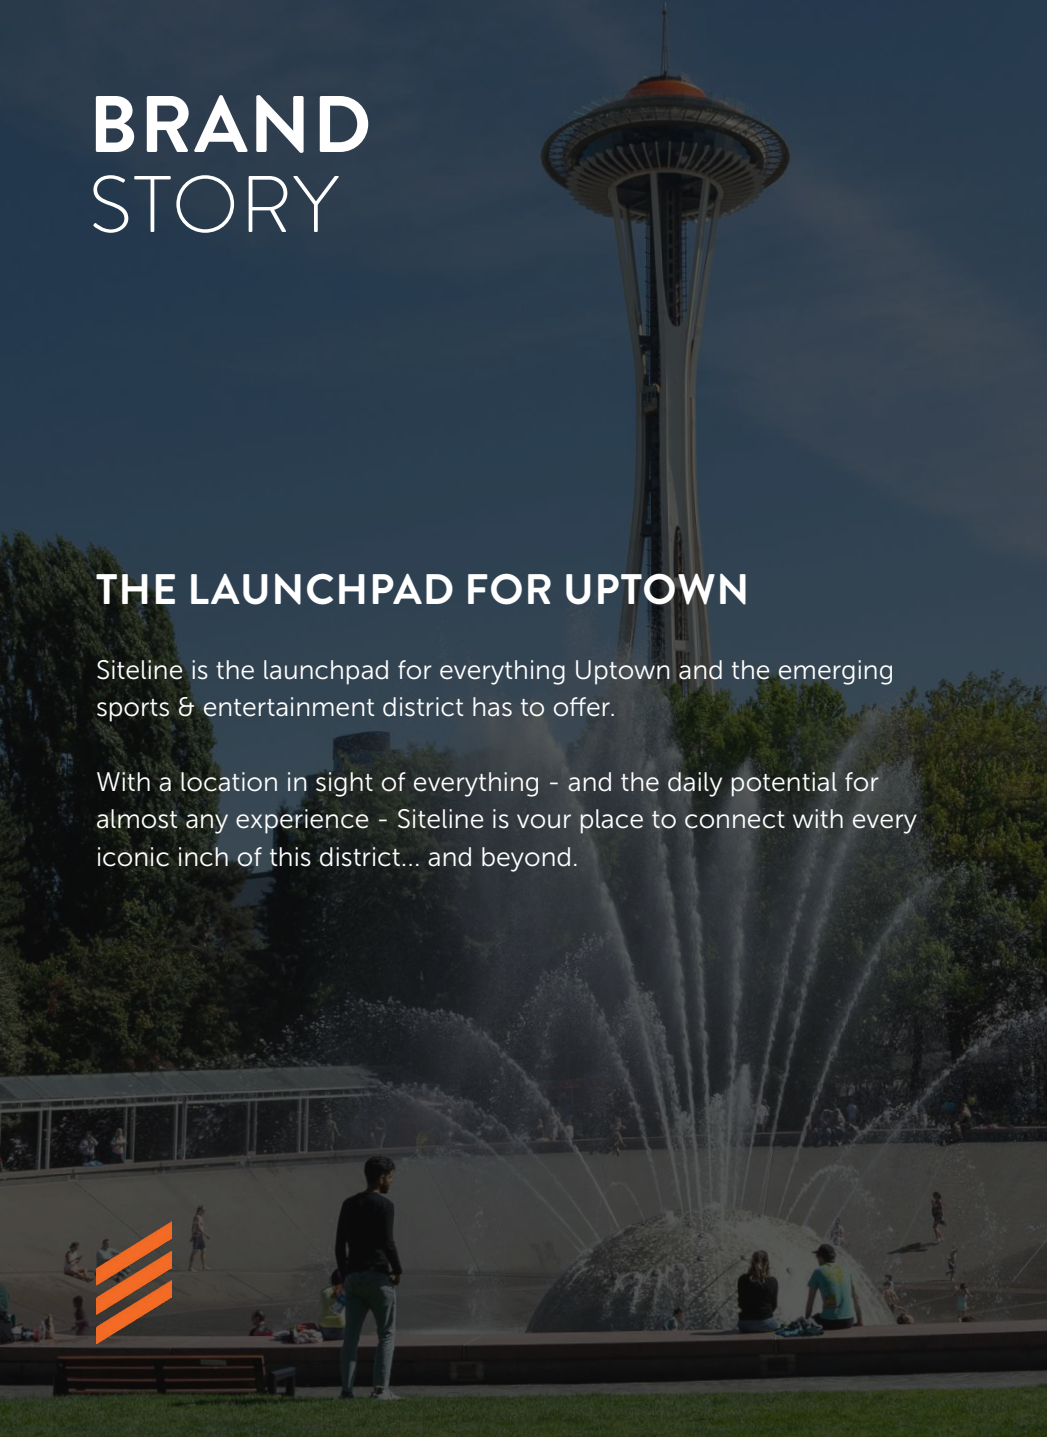 BRAND
STORY
THE LAUNCHPAD FOR UPTOWN
Siteline is the launchpad for everything Uptown and the emerging
sports & entertainment district has to offer.
With a location in sight of everything - and the daily potential for
almost any experience - Siteline is your place to connect with every
iconic inch of this district... and beyond.